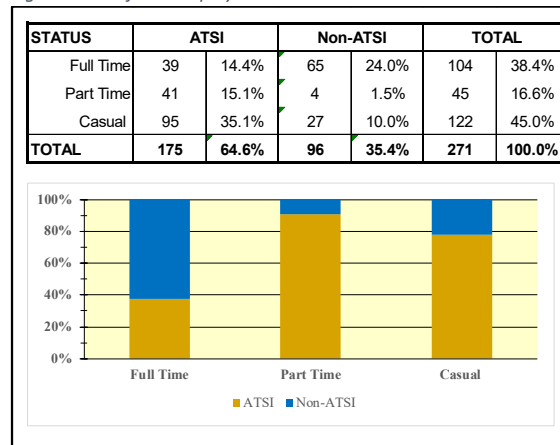 STATUS ATSI Non-ATSI TOTAL
Full Time 39 14.4% 65 24.0% 104 38.4%
Part Time 41 15.1% 4 1.5% 45 16.6%
Casual 95 35.1% 27 10.0% 122 45.0%
TOTAL 175 64.6% 96 35.4% 271 100.0%
100%
80%
60%
40%
20%
0%
Full Time Part Time Casual
ATSI Non-ATSI